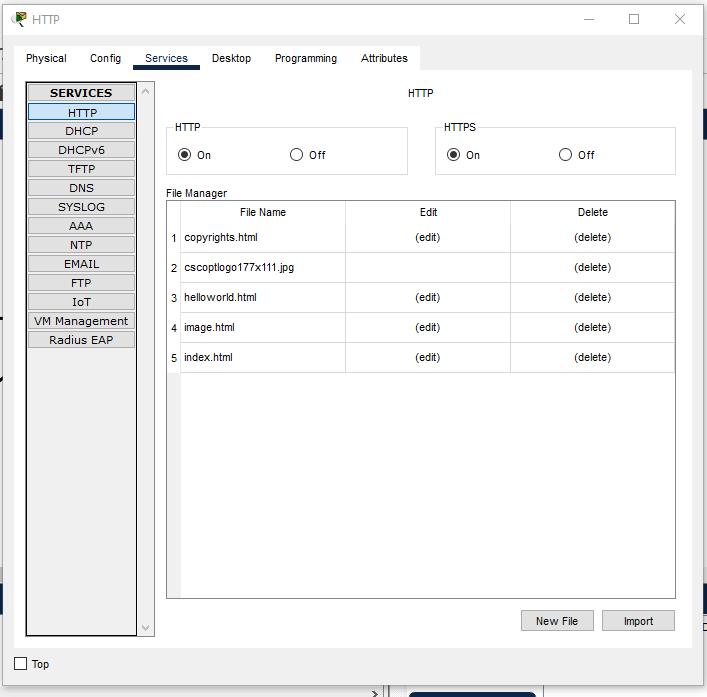 HTTP
Physical Config Services Desktop Programming Attributes
SERVICES
HTTP
DHCP
DHCPv6
TFTP
DNS
SYSLOG
AAA
NTP
EMAIL
FTP
IoT
VM Management
Radius EAP
HTTP
HTTP HTTPS
On Off On Off
File Manager
File Name Edit Delete
1 copyrights.html (edit) (delete)
2 cscoptlogo177x111.jpg (delete)
3 helloworld.html (edit) (delete)
4 image.html (edit) (delete)
5 index.html (edit) (delete)
New File Import
Top